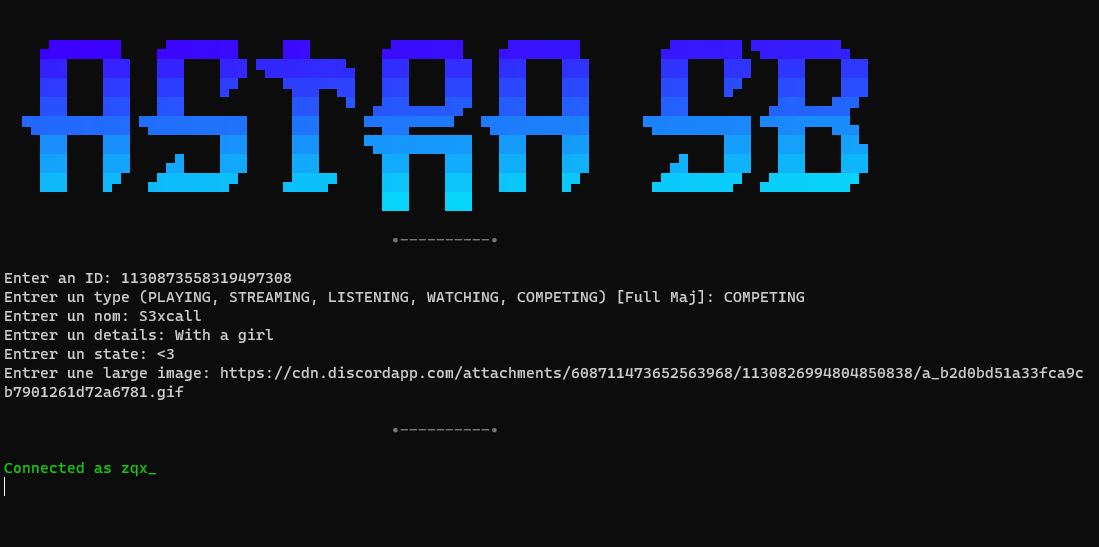 ASTRA SB
Enter an ID: 1130873558319497308
Entrer un type (PLAYING, STREAMING, LISTENING, WATCHING, COMPETING) [Full Maj]: COMPETING
Entrer un nom: S3xcall
Entrer un details: With a girl
Entrer un state: <3
Entrer une large image: https://cdn.discordapp.com/attachments/608711473652563968/1130826994804850838/a_b2d0bd51a33fca9c
b7901261d72a6781.gif
Connected as zqx_